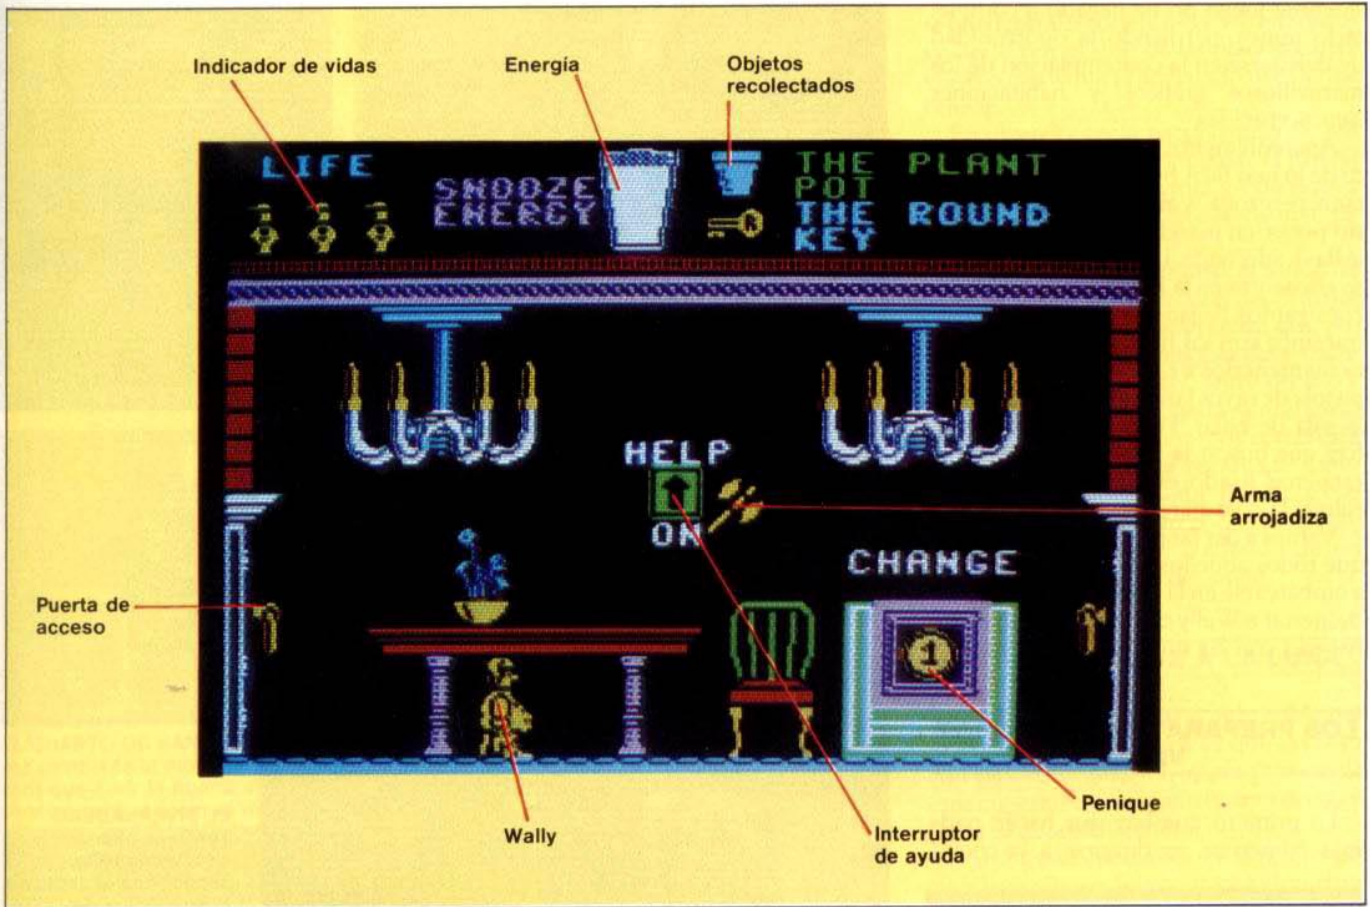 Indicador de vidas
Energía
Objetos
recolectados
LIFE
SNOOZE
ENERGY
THE PLANT
POT
THE ROUND
KEY
HELP
ON
Arma
arrojadiza
CHANGE
Puerta de
acceso
1
Penique
Wally
Interruptor
de ayuda